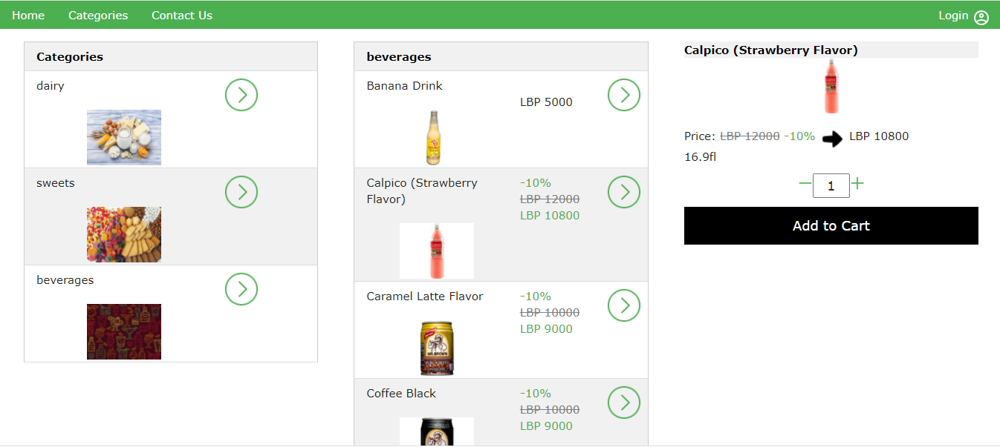 Home Categories Contact Us Login
Categories
dairy
sweets
beverages
beverages
Banana Drink
LBP 5000
Calpico (Strawberry
Flavor)
-10%
LBP 12000
LBP 10800
Caramel Latte Flavor
-10%
LBP 10000
LBP 9000
MR.BROWN
Coffee Black
-10%
LBP 10000
LBP 9000
Calpico (Strawberry Flavor)
Price: LBP 12000 -10% LBP 10800
16.9fl
1
Add to Cart